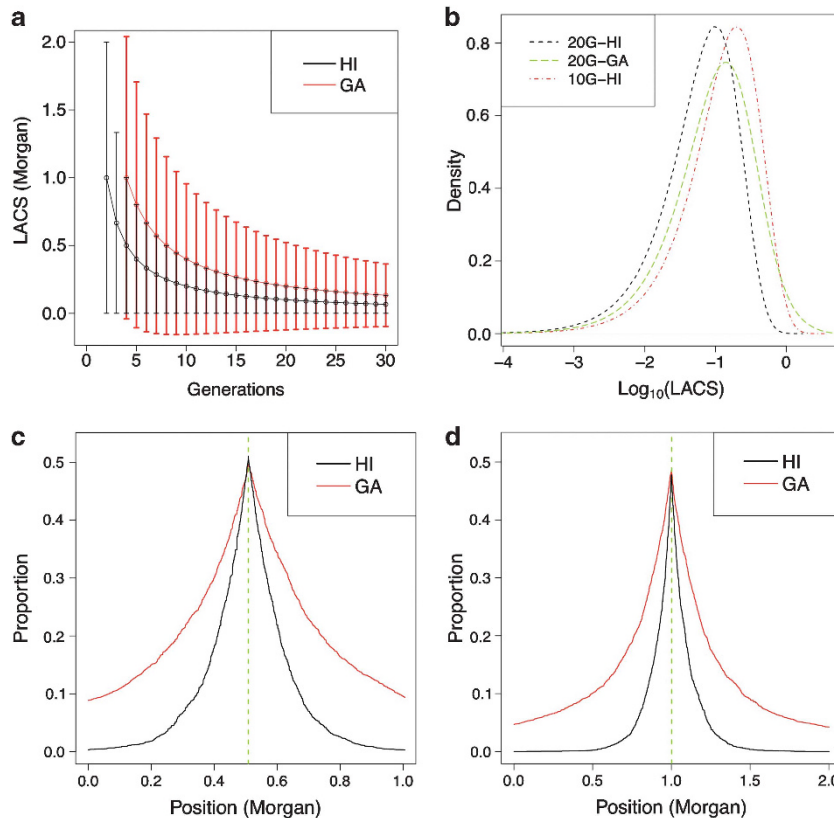 a
2.0
1.5
1.0
0.5
0.0
LACS (Morgan)
0 5 10 15 20 25 30
Generations
HI
GA
b
0.8
0.4
0.0
Density
−4 −3 −2 −1 0
Log10(LACS)
20G−HI
20G−GA
10G−HI
c
0.5
0.4
0.3
0.2
0.1
0.0
Proportion
0.0 0.2 0.4 0.6 0.8 1.0
Position (Morgan)
HI
GA
d
0.5
0.4
0.3
0.2
0.1
0.0
Proportion
0.0 0.5 1.0 1.5 2.0
Position (Morgan)
HI
GA